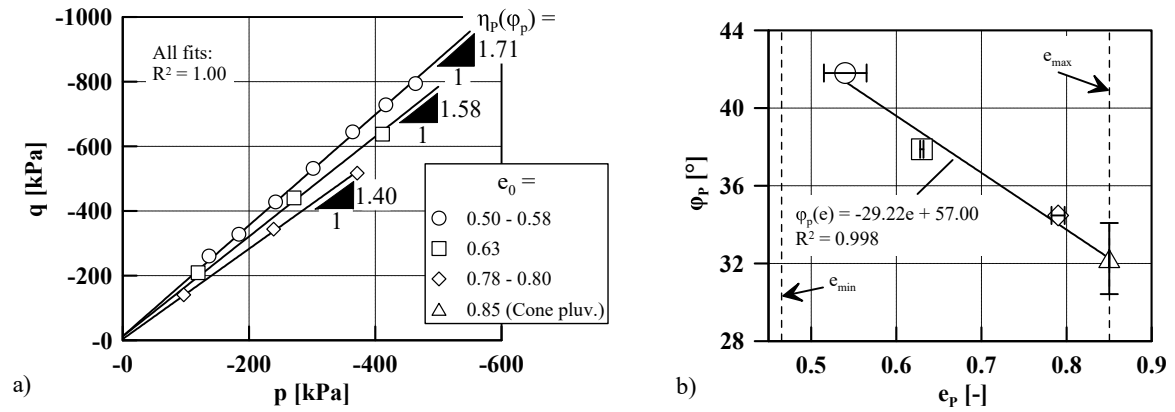 -1000
-800
-600
-400
-200
-0
q [kPa]
-0
-200
-400
-600
p [kPa]
All fits:
R² = 1.00
ηP(φp) =
1.71
1
1.58
1
1.40
1
e0 =
0.50 - 0.58
0.63
0.78 - 0.80
0.85 (Cone pluv.)
a)
44
40
36
32
28
φP [°]
0.5
0.6
0.7
0.8
0.9
eP [-]
emax
emin
φp(e) = -29.22e + 57.00
R² = 0.998
b)